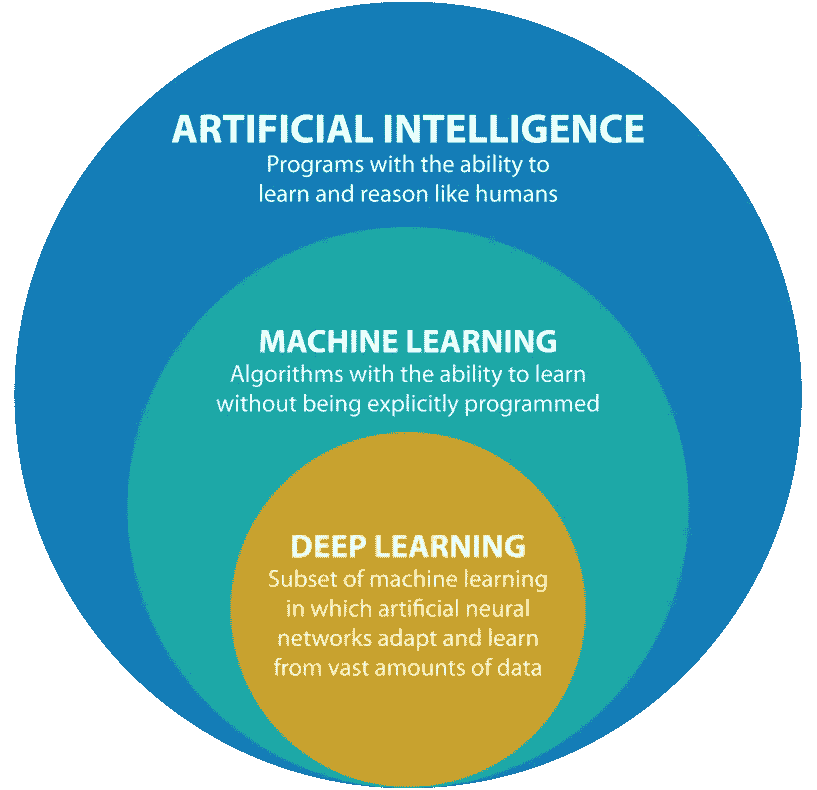 ARTIFICIAL INTELLIGENCE
Programs with the ability to
learn and reason like humans
MACHINE LEARNING
Algorithms with the ability to learn
without being explicitly programmed
DEEP LEARNING
Subset of machine learning
in which artificial neural
networks adapt and learn
from vast amounts of data